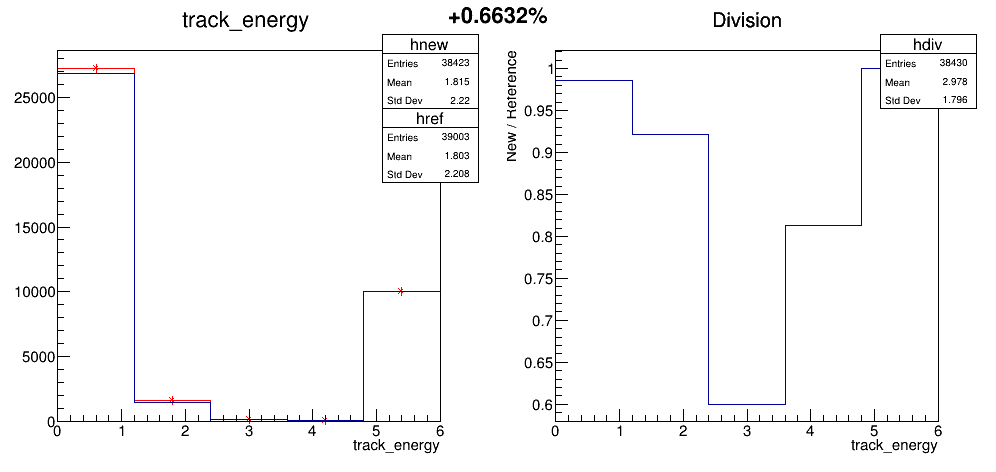 +0.6632%
track_energy
hnew
Entries 38423
Mean 1.815
Std Dev 2.22
href
Entries 39003
Mean 1.803
Std Dev 2.208
25000
20000
15000
10000
5000
0
0 1 2 3 4 5 6
track_energy
Division
hdiv
Entries 38430
Mean 2.978
Std Dev 1.796
New / Reference
1
0.95
0.9
0.85
0.8
0.75
0.7
0.65
0.6
0 1 2 3 4 5 6
track_energy